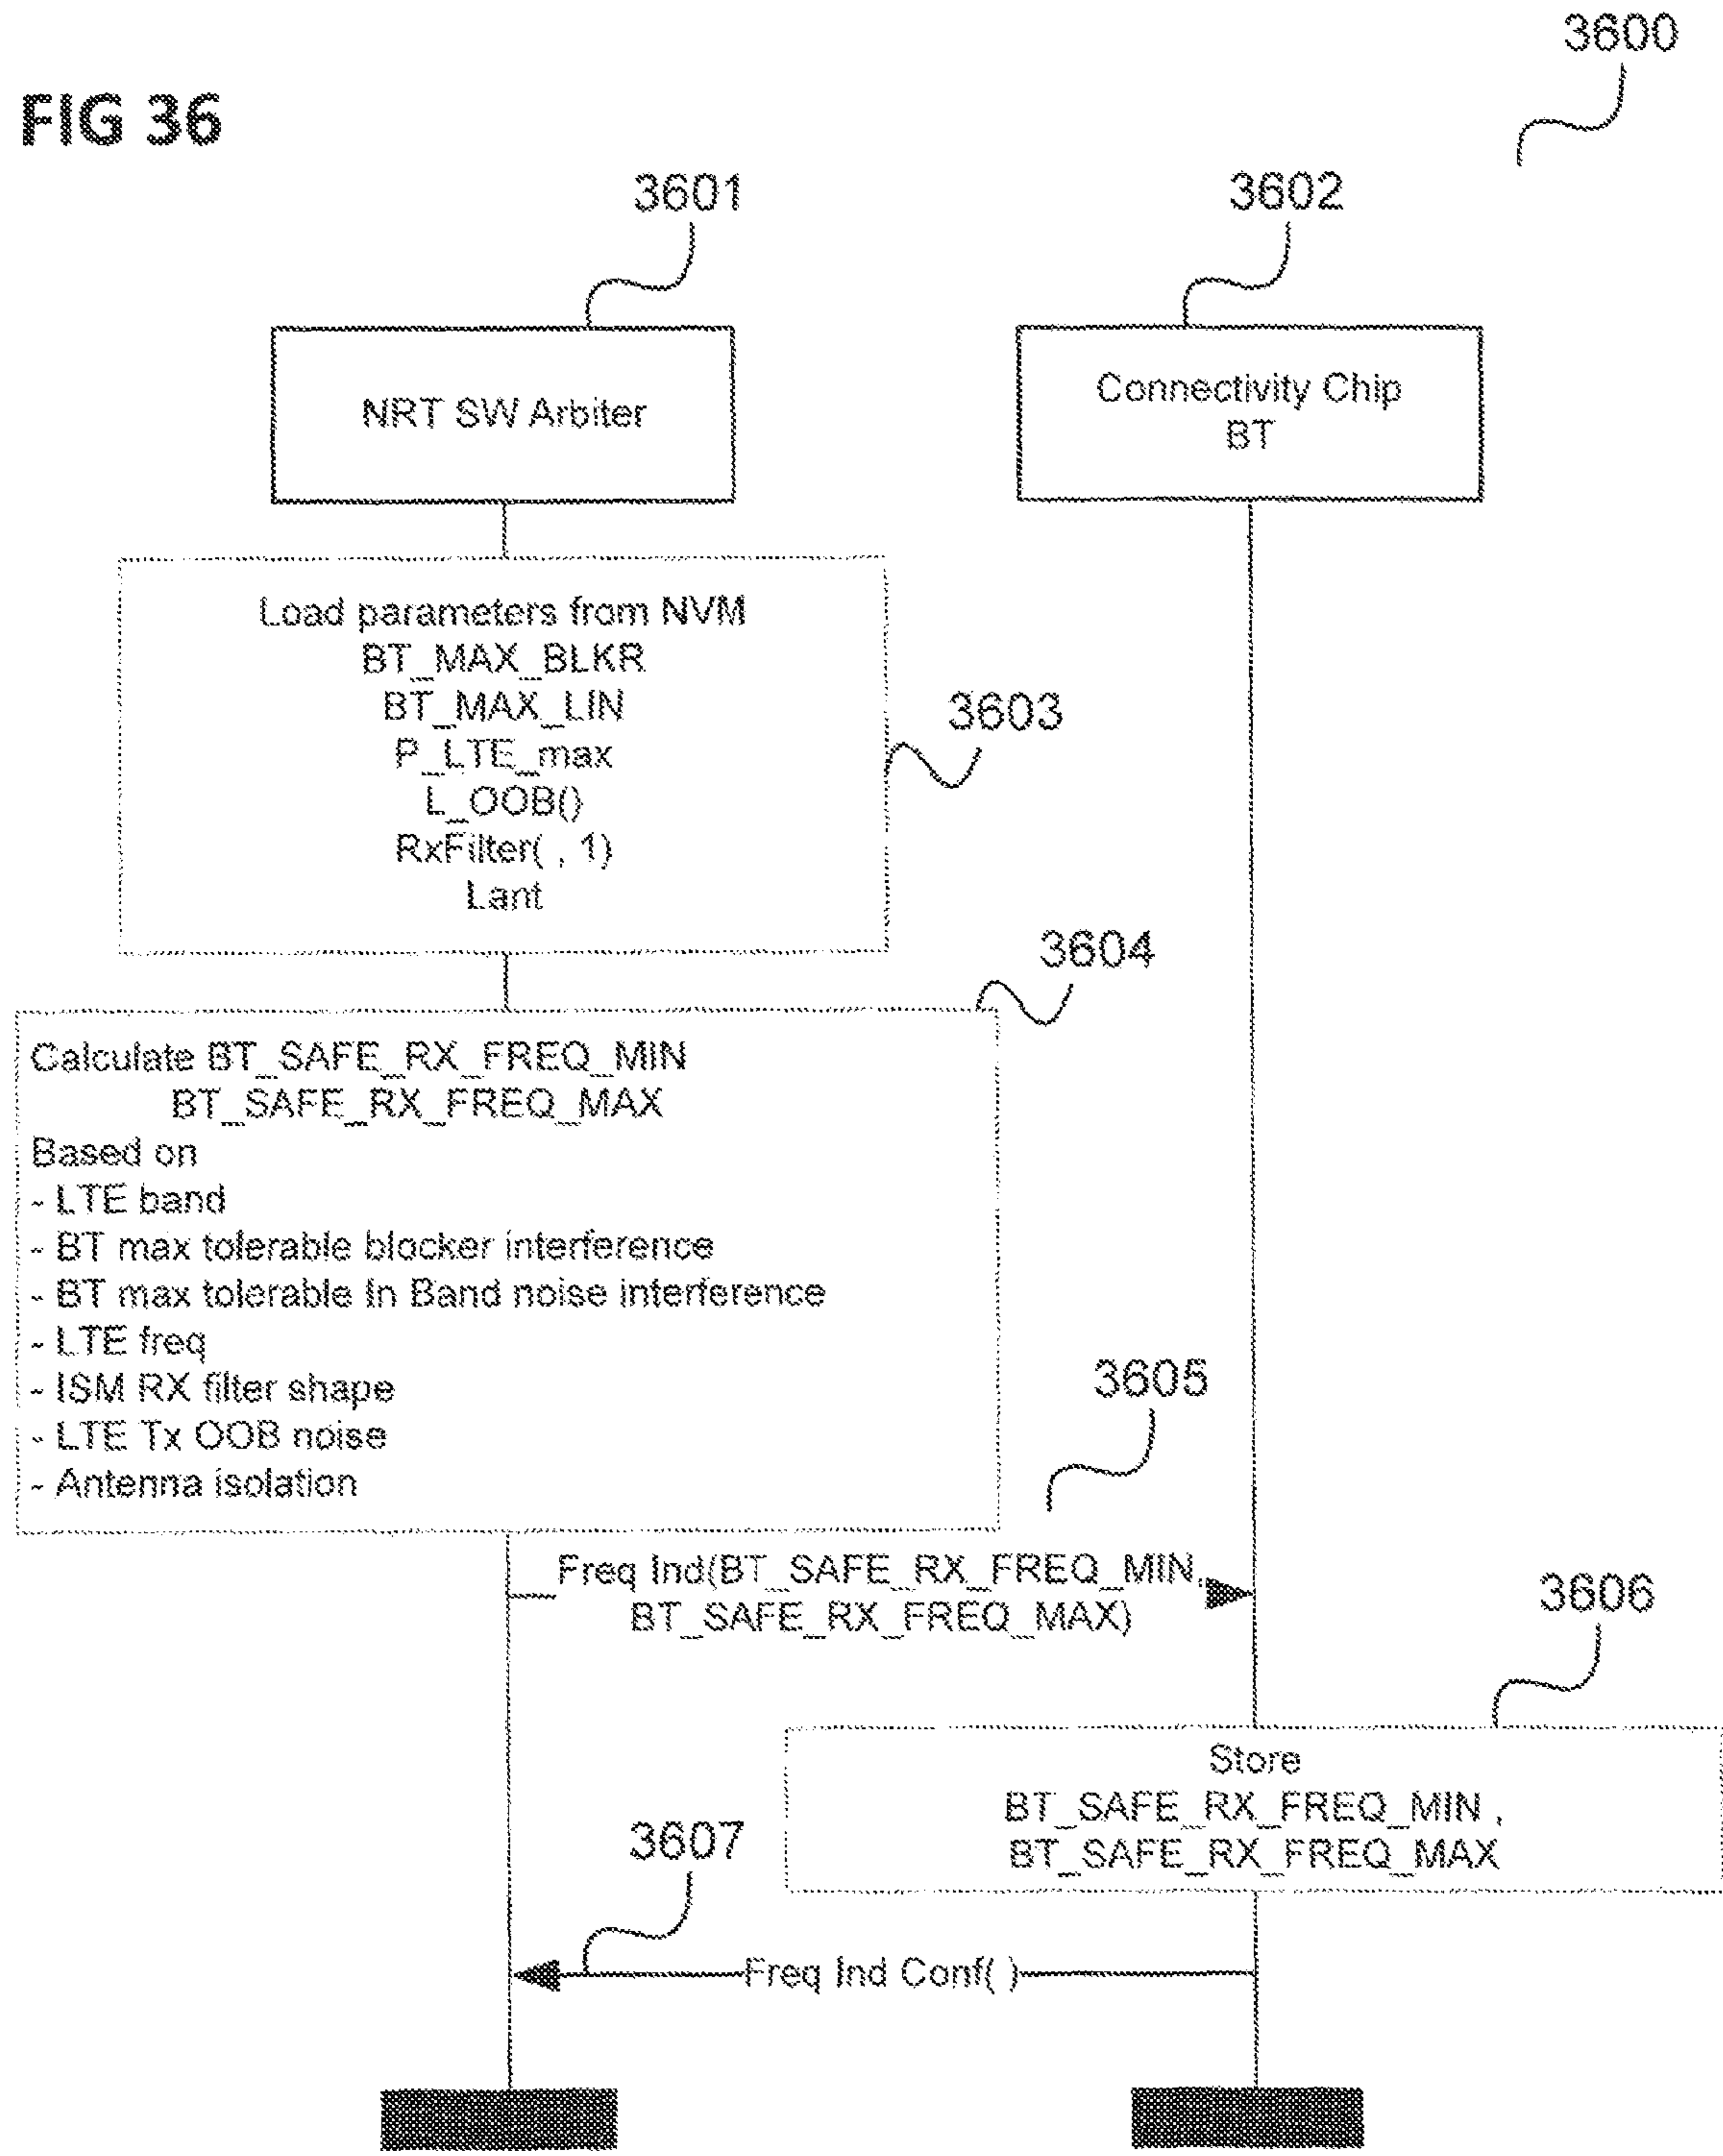 3600
FIG 36
3601
3602
NRT SW Arbiter
Connectivity Chip
BT
Load parameters from NVM
BT_MAX_BLKR
BT_MAX_LIN
P_LTE_max
L_OOB()
RxFilter( , 1)
Lant
3603
3604
Calculate BT_SAFE_RX_FREQ_MIN
BT_SAFE_RX_FREQ_MAX
Based on
- LTE band
- BT max tolerable blocker interference
- BT max tolerable In Band noise interference
- LTE freq
- ISM RX filter shape
- LTE Tx OOB noise
- Antenna isolation
3605
Freq Ind(BT_SAFE_RX_FREQ_MIN,
BT_SAFE_RX_FREQ_MAX)
3606
Store
BT_SAFE_RX_FREQ_MIN ,
BT_SAFE_RX_FREQ_MAX
3607
Freq Ind Conf( )